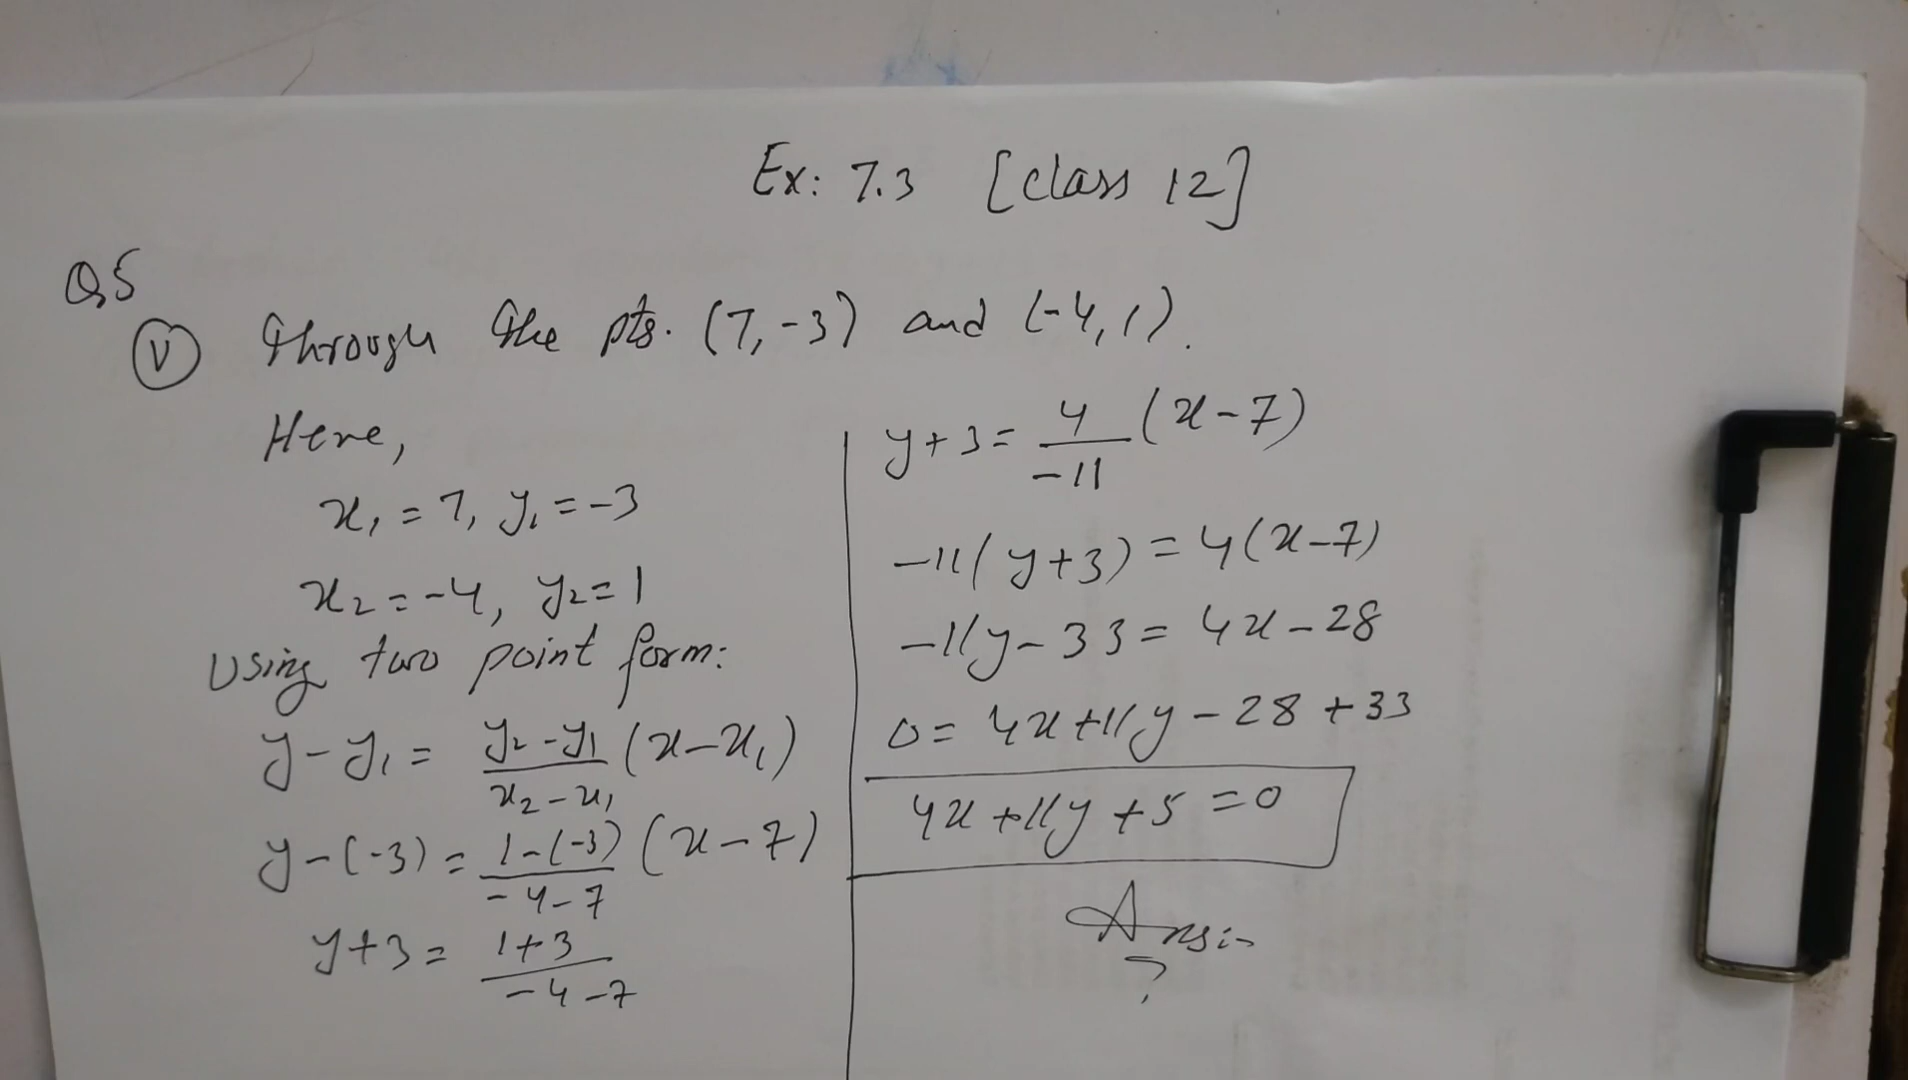 Ex: 7.3 [class 12]
Q5
(V) through the pts. (7,-3) and (-4,1).
Here,
x₁ = 7, y₁ = -3
x₂ = -4, y₂ = 1
Using two point form:
y - y₁ = (y₂ - y₁)/(x₂ - x₁) (x - x₁)
y - (-3) = (1 - (-3))/(-4 - 7) (x - 7)
y + 3 = (1 + 3)/(-4 - 7)
y + 3 = 4/(-11) (x - 7)
-11(y + 3) = 4(x - 7)
-11y - 33 = 4x - 28
0 = 4x + 11y - 28 + 33
4x + 11y + 5 = 0